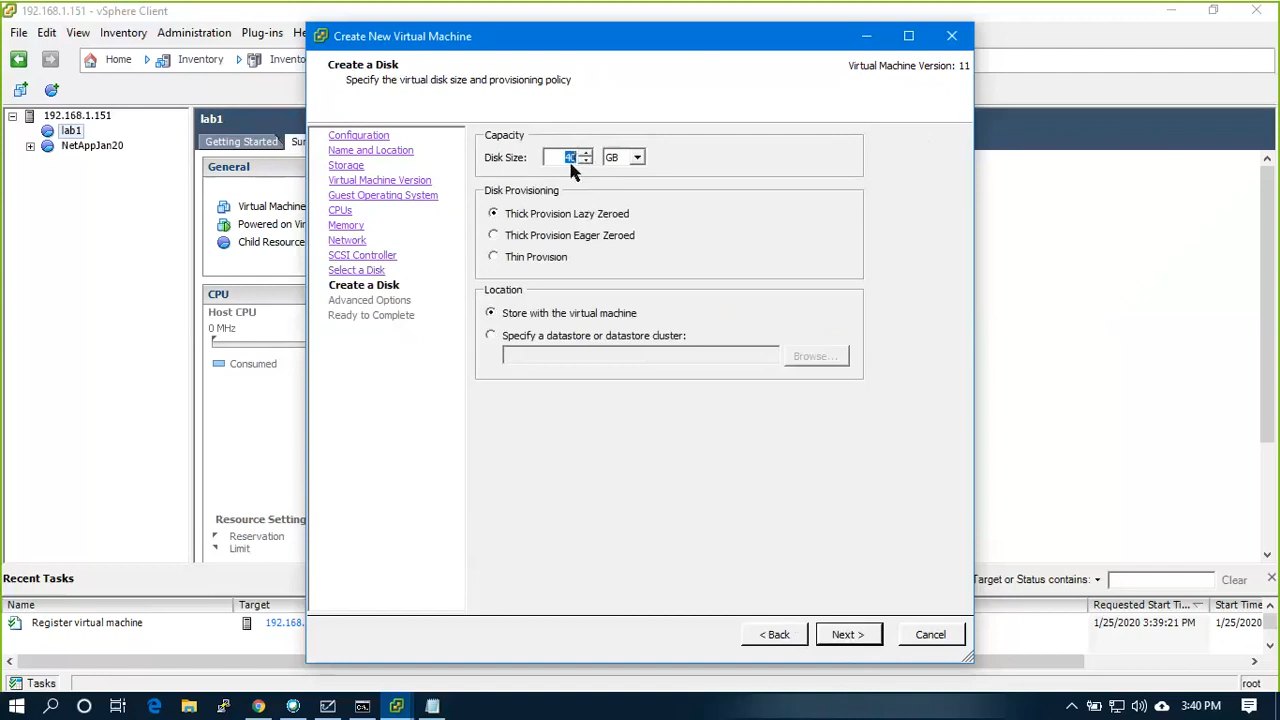 192.168.1.151 - vSphere Client
File Edit View Inventory Administration Plug-ins He
Home Inventory Invento
192.168.1.151
lab1
NetAppJan20
lab1
Getting Started Sur
General
Virtual Machine
Powered on Vir
Child Resource
CPU
Host CPU
0 MHz
Consumed
Resource Setting
Reservation
Limit
Create New Virtual Machine
Create a Disk
Specify the virtual disk size and provisioning policy
Virtual Machine Version: 11
Configuration
Name and Location
Storage
Virtual Machine Version
Guest Operating System
CPUs
Memory
Network
SCSI Controller
Select a Disk
Create a Disk
Advanced Options
Ready to Complete
Capacity
Disk Size: 40 GB
Disk Provisioning
Thick Provision Lazy Zeroed
Thick Provision Eager Zeroed
Thin Provision
Location
Store with the virtual machine
Specify a datastore or datastore cluster:
Browse...
< Back Next > Cancel
Recent Tasks
Target or Status contains: Clear
Name Target Requested Start Ti... Start Time
Register virtual machine 192.168. 1/25/2020 3:39:21 PM 1/25/2020
Tasks root
3:40 PM